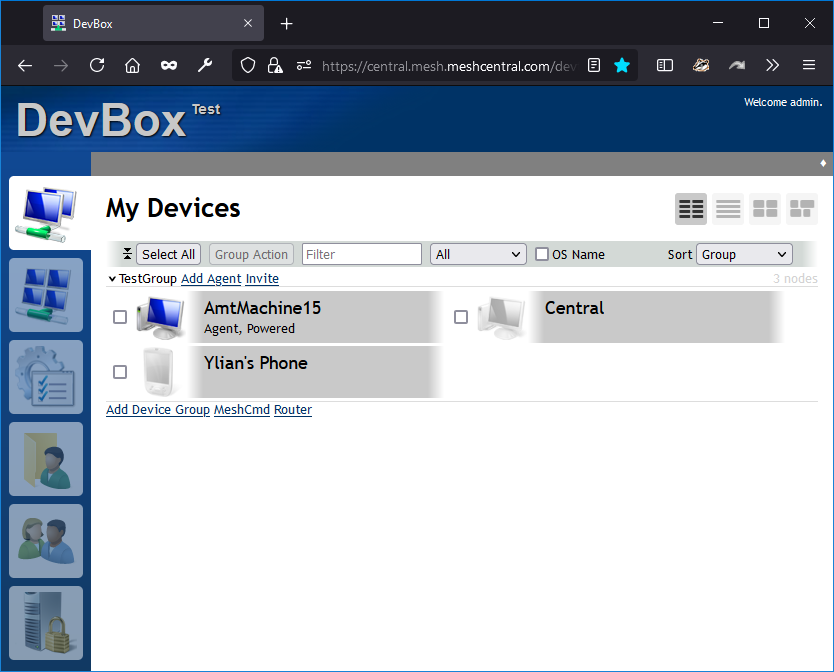 DevBox
https://central.mesh.meshcentral.com/dev
DevBox Test
Welcome admin.
My Devices
Select All Group Action Filter All OS Name Sort Group
TestGroup Add Agent Invite 3 nodes
AmtMachine15
Agent, Powered
Central
Ylian's Phone
Add Device Group MeshCmd Router